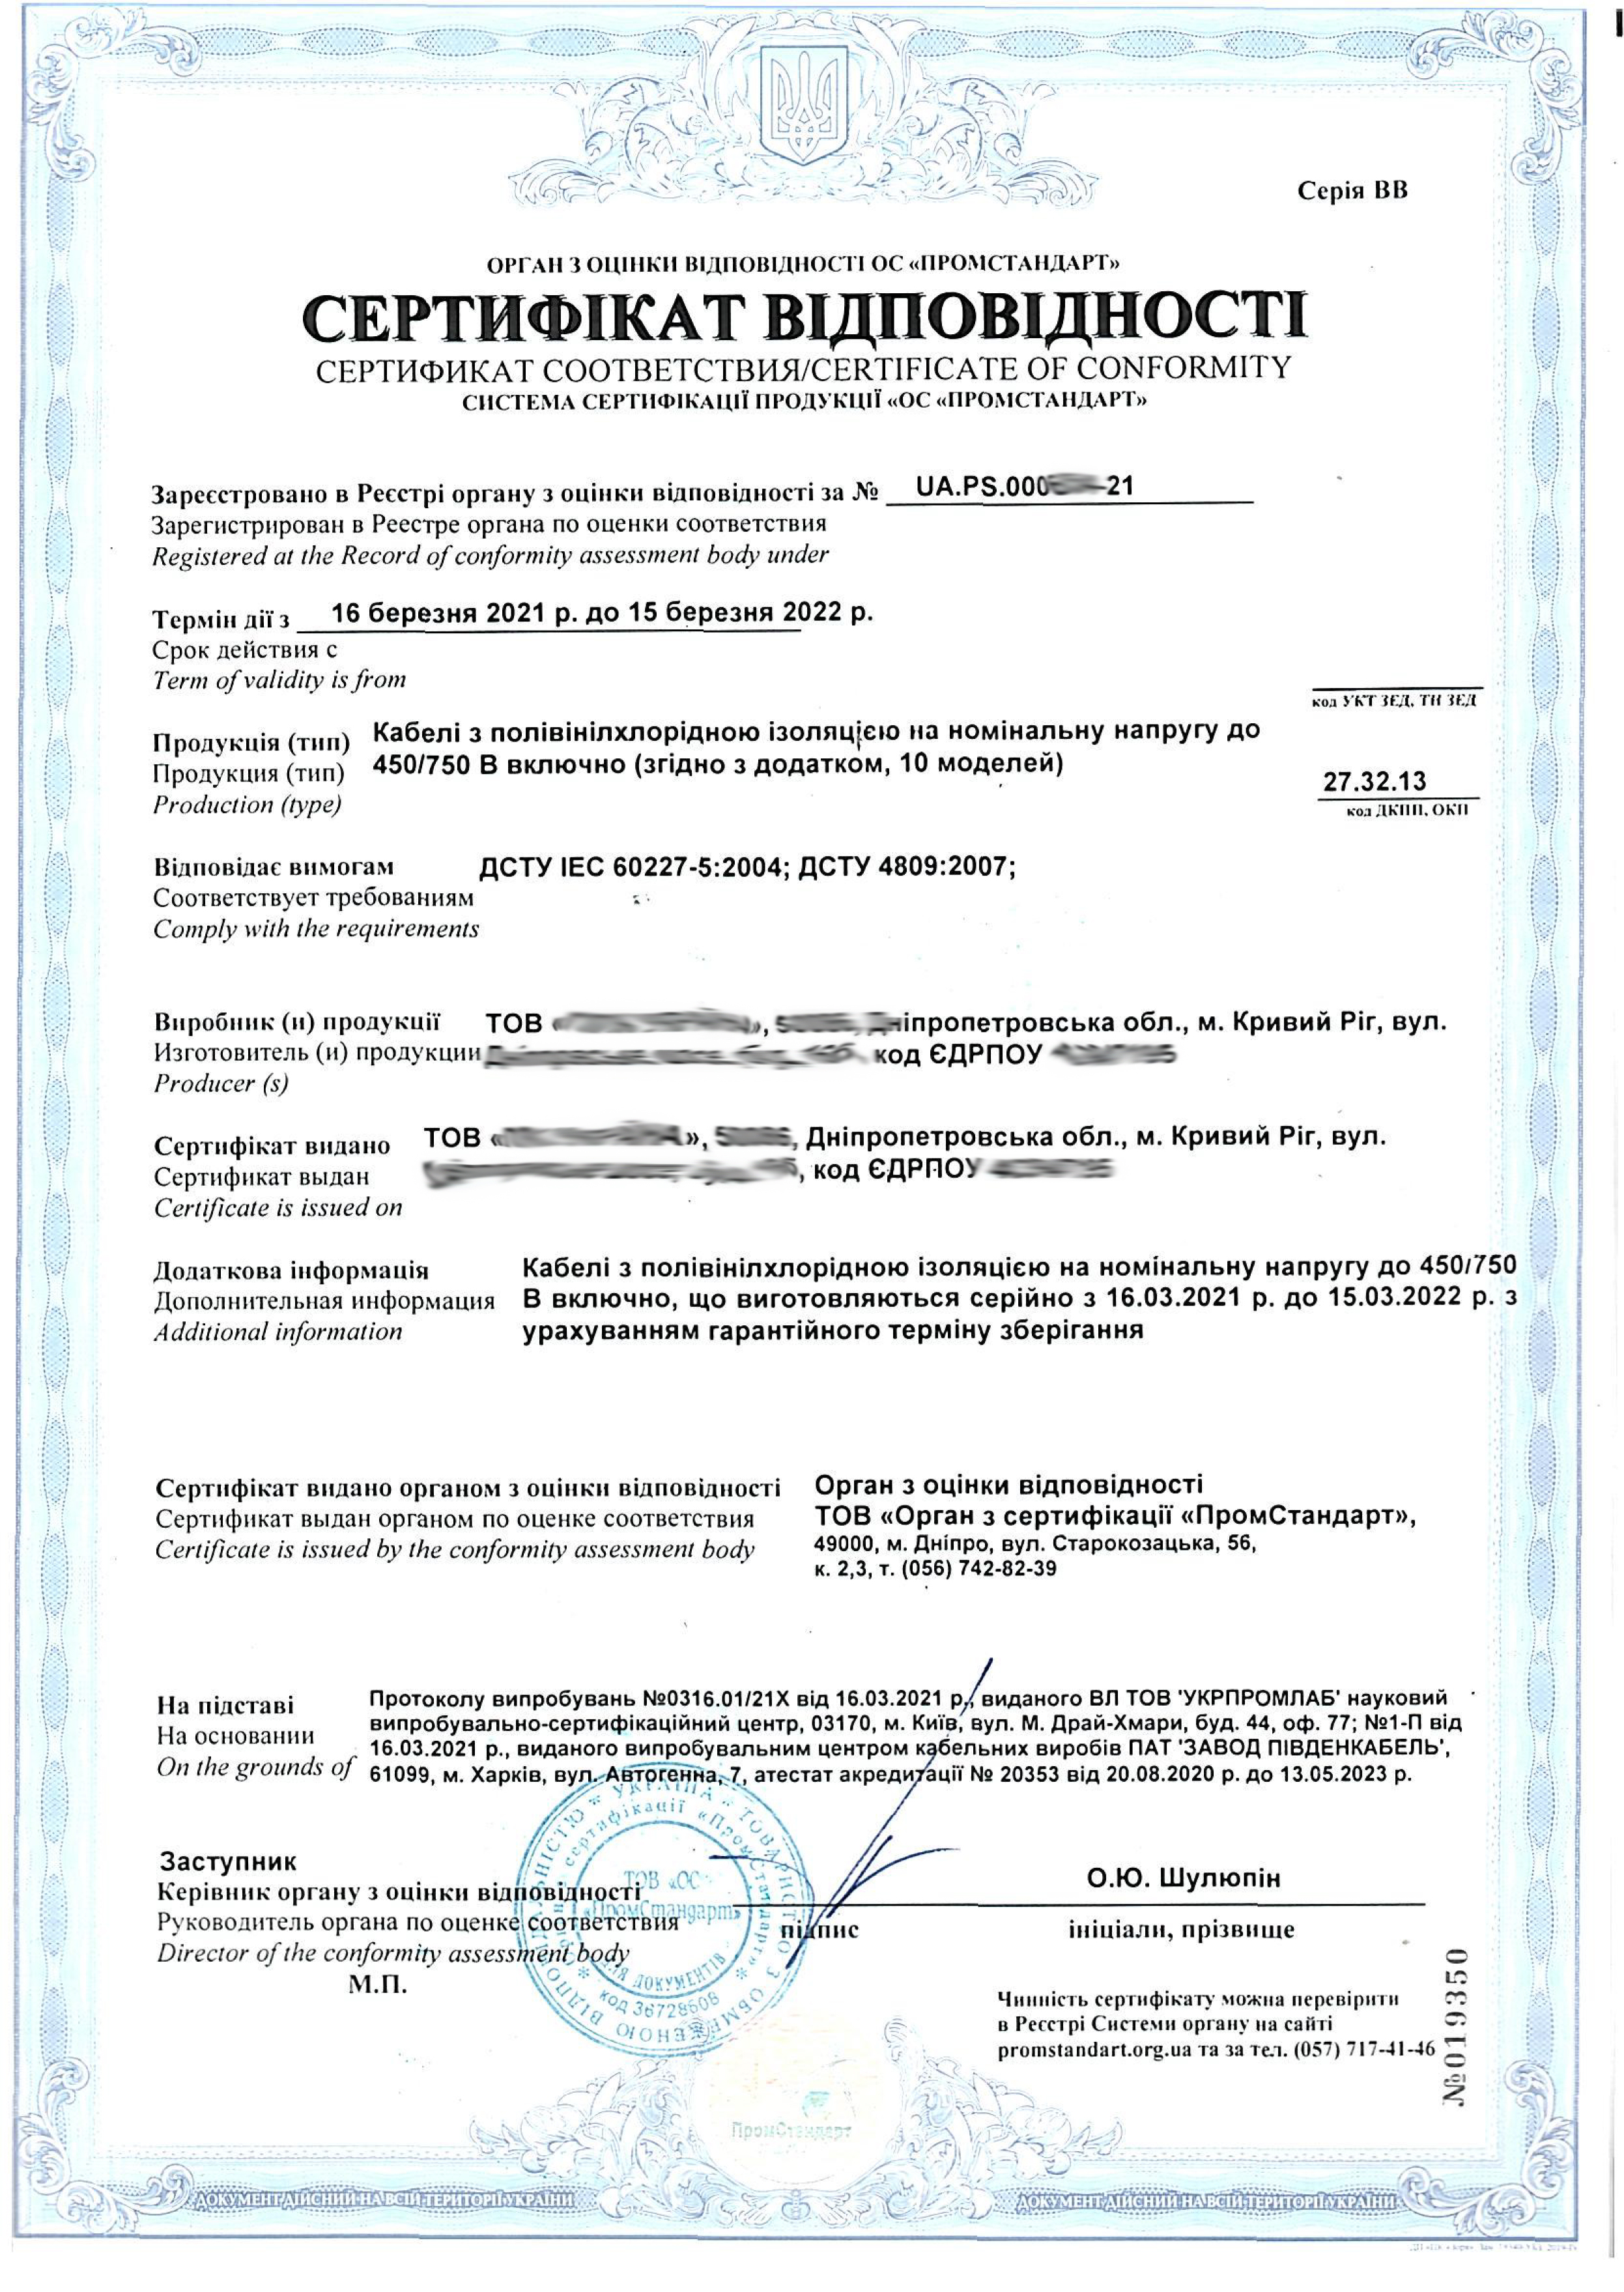 Серія ВВ
ОРГАН З ОЦІНКИ ВІДПОВІДНОСТІ ОС «ПРОМСТАНДАРТ»
СЕРТИФІКАТ ВІДПОВІДНОСТІ
СЕРТИФИКАТ СООТВЕТСТВИЯ/CERTIFICATE OF CONFORMITY
СИСТЕМА СЕРТИФІКАЦІЇ ПРОДУКЦІЇ «ОС «ПРОМСТАНДАРТ»
Зареєстровано в Реєстрі органу з оцінки відповідності за № UA.PS.000 -21
Зарегистрирован в Реестре органа по оценки соответствия
Registered at the Record of conformity assessment body under
Термін дії з 16 березня 2021 р. до 15 березня 2022 р.
Срок действия с
Term of validity is from
код УКТ ЗЕД, ТН ЗЕД
Продукція (тип) Кабелі з полівінілхлорідною ізоляцією на номінальну напругу до
Продукция (тип) 450/750 В включно (згідно з додатком, 10 моделей)
27.32.13
Production (type)
код ДКПП, ОКП
Відповідає вимогам ДСТУ IEC 60227-5:2004; ДСТУ 4809:2007;
Соответствует требованиям
Comply with the requirements
Виробник (и) продукції ТОВ « », Дніпропетровська обл., м. Кривий Ріг, вул.
Изготовитель (и) продукции код ЄДРПОУ
Producer (s)
Сертифікат видано ТОВ « », Дніпропетровська обл., м. Кривий Ріг, вул.
Сертификат выдан , код ЄДРПОУ
Certificate is issued on
Додаткова інформація Кабелі з полівінілхлорідною ізоляцією на номінальну напругу до 450/750
Дополнительная информация В включно, що виготовляються серійно з 16.03.2021 р. до 15.03.2022 р. з
Additional information урахуванням гарантійного терміну зберігання
Сертифікат видано органом з оцінки відповідності Орган з оцінки відповідності
Сертификат выдан органом по оценке соответствия ТОВ «Орган з сертифікації «ПромСтандарт»,
Certificate is issued by the conformity assessment body 49000, м. Дніпро, вул. Старокозацька, 56,
к. 2,3, т. (056) 742-82-39
На підставі Протоколу випробувань №0316.01/21Х від 16.03.2021 р., виданого ВЛ ТОВ 'УКРПРОМЛАБ' науковий
На основании випробувально-сертифікаційний центр, 03170, м. Київ, вул. М. Драй-Хмари, буд. 44, оф. 77; №1-П від
16.03.2021 р., виданого випробувальним центром кабельних виробів ПАТ 'ЗАВОД ПІВДЕНКАБЕЛЬ',
On the grounds of 61099, м. Харків, вул. Автогенна, 7, атестат акредитації № 20353 від 20.08.2020 р. до 13.05.2023 р.
Заступник
Керівник органу з оцінки відповідності О.Ю. Шулюпін
Руководитель органа по оценке соответствия підпис ініціали, прізвище
Director of the conformity assessment body
М.П.
УКРАЇНА * ТОВАРИСТВО З ОБМЕЖЕНОЮ ВІДПОВІДАЛЬНІСТЮ *
Орган з сертифікації «ПромСтандарт»
ТОВ «ОС
«ПромСтандарт»
ДЛЯ ДОКУМЕНТІВ
код 36728608
Чинність сертифікату можна перевірити
в Реєстрі Системи органу на сайті
promstandart.org.ua та за тел. (057) 717-41-46
№019350
ПромСтандарт
ДОКУМЕНТ ДІЙСНИЙ НА ВСІЙ ТЕРИТОРІЇ УКРАЇНИ
ДОКУМЕНТ ДІЙСНИЙ НА ВСІЙ ТЕРИТОРІЇ УКРАЇНИ